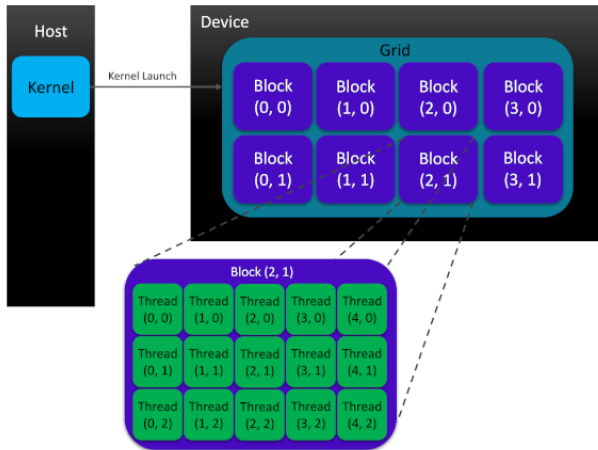 Host
Device
Kernel
Kernel Launch
Grid
Block
(0, 0)
Block
(1, 0)
Block
(2, 0)
Block
(3, 0)
Block
(0, 1)
Block
(1, 1)
Block
(2, 1)
Block
(3, 1)
Block (2, 1)
Thread
(0, 0)
Thread
(1, 0)
Thread
(2, 0)
Thread
(3, 0)
Thread
(4, 0)
Thread
(0, 1)
Thread
(1, 1)
Thread
(2, 1)
Thread
(3, 1)
Thread
(4, 1)
Thread
(0, 2)
Thread
(1, 2)
Thread
(2, 2)
Thread
(3, 2)
Thread
(4, 2)